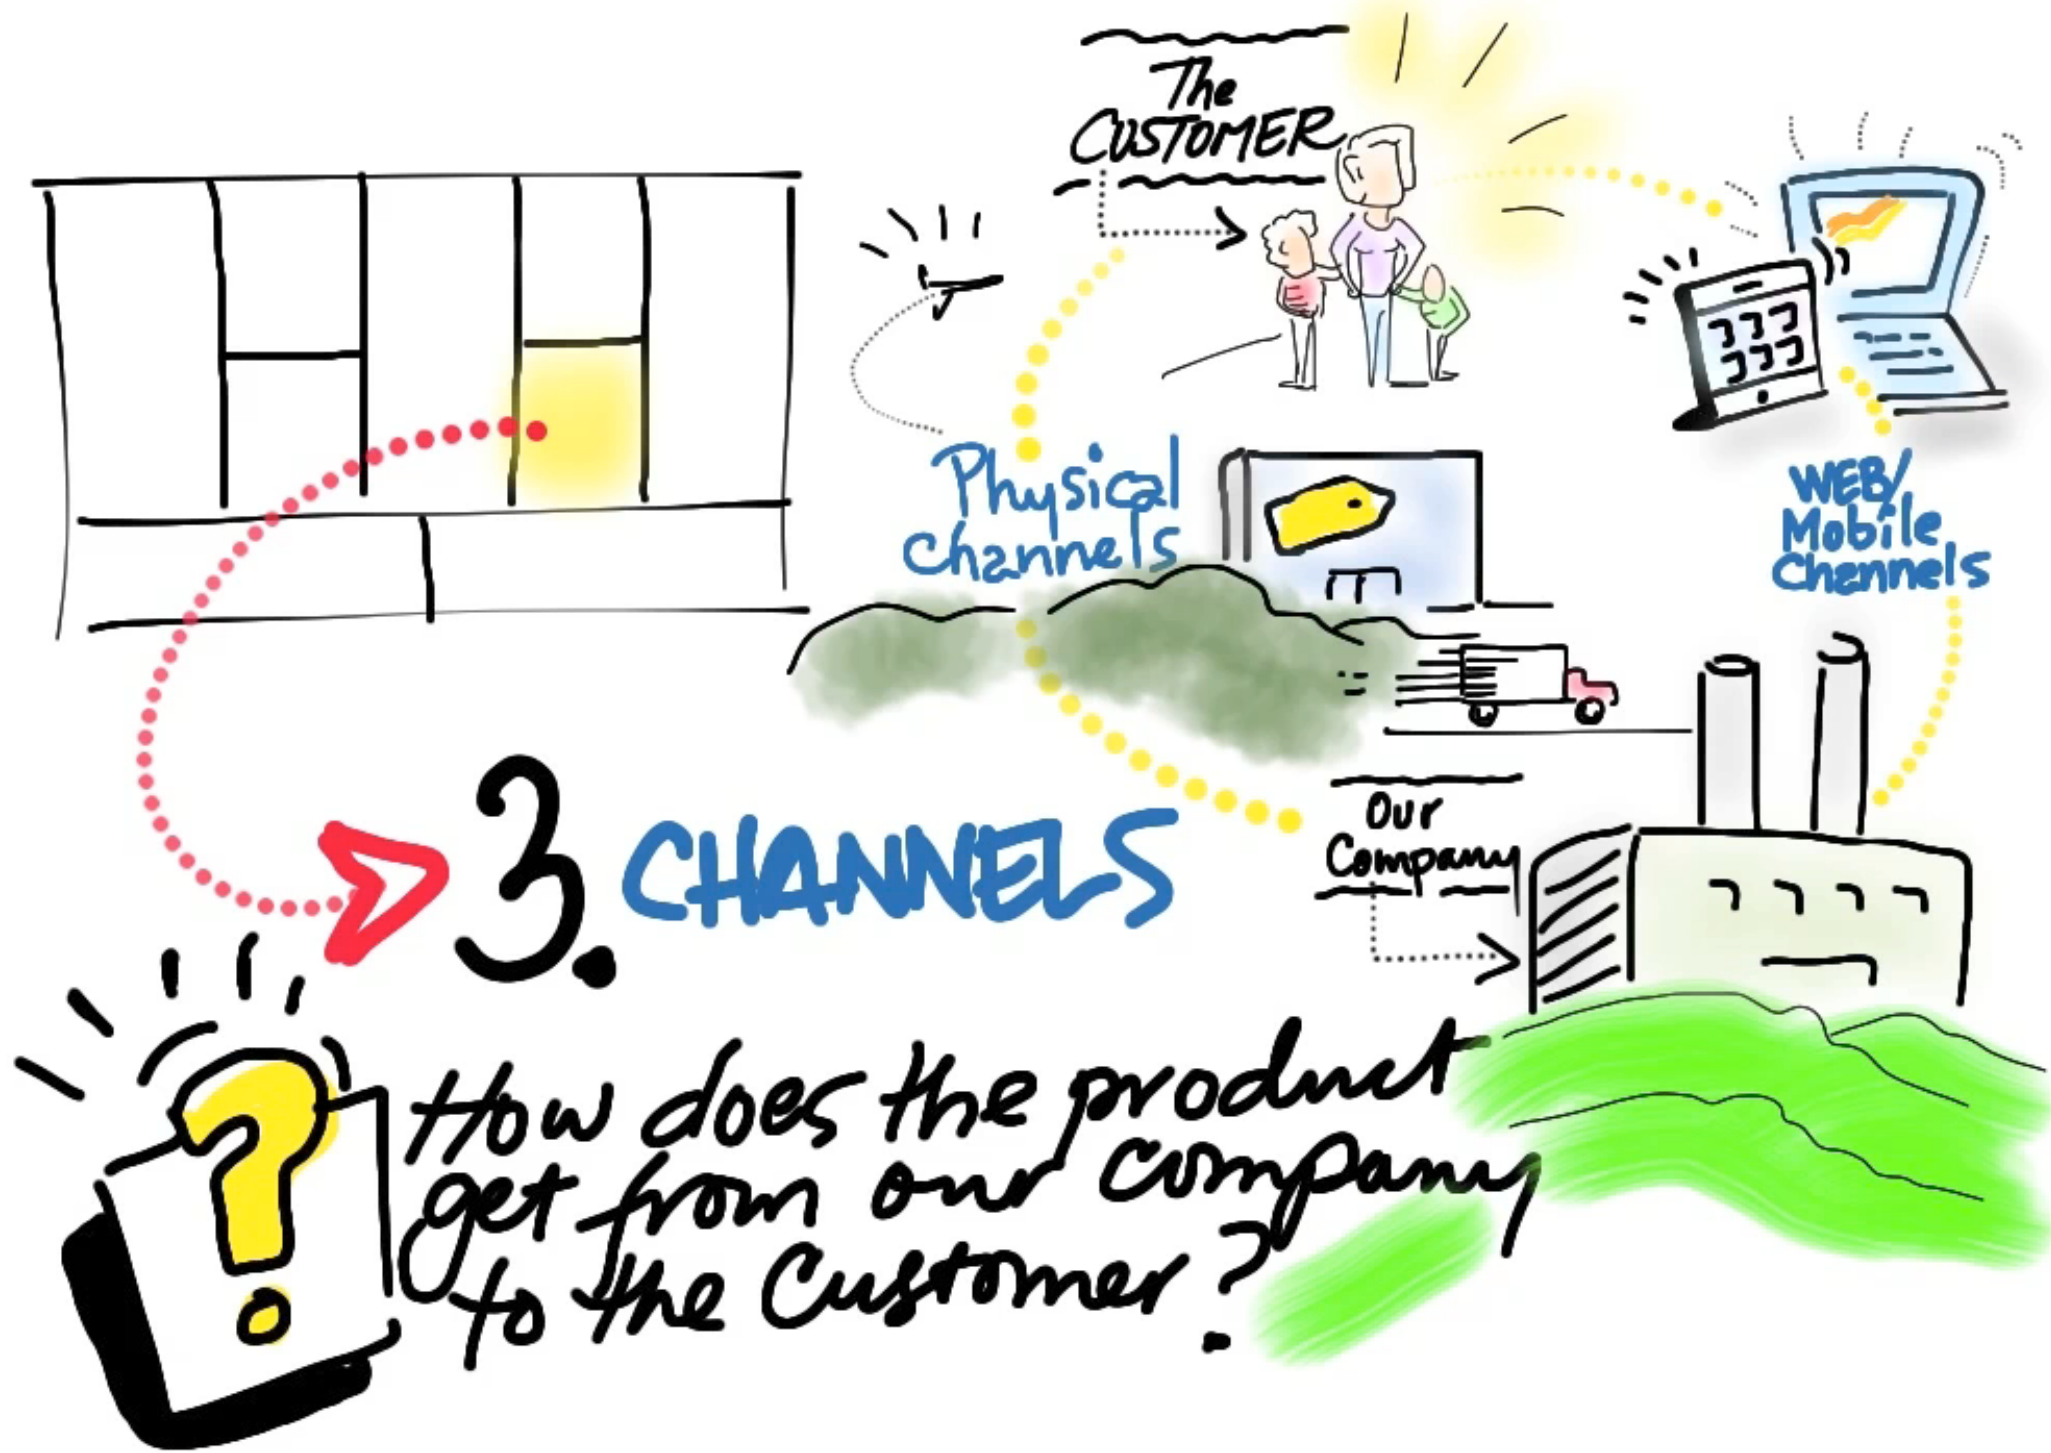 The
CUSTOMER
Physical
Channels
WEB/
Mobile
Channels
Our
Company
3. CHANNELS
How does the product
get from our company
to the Customer?